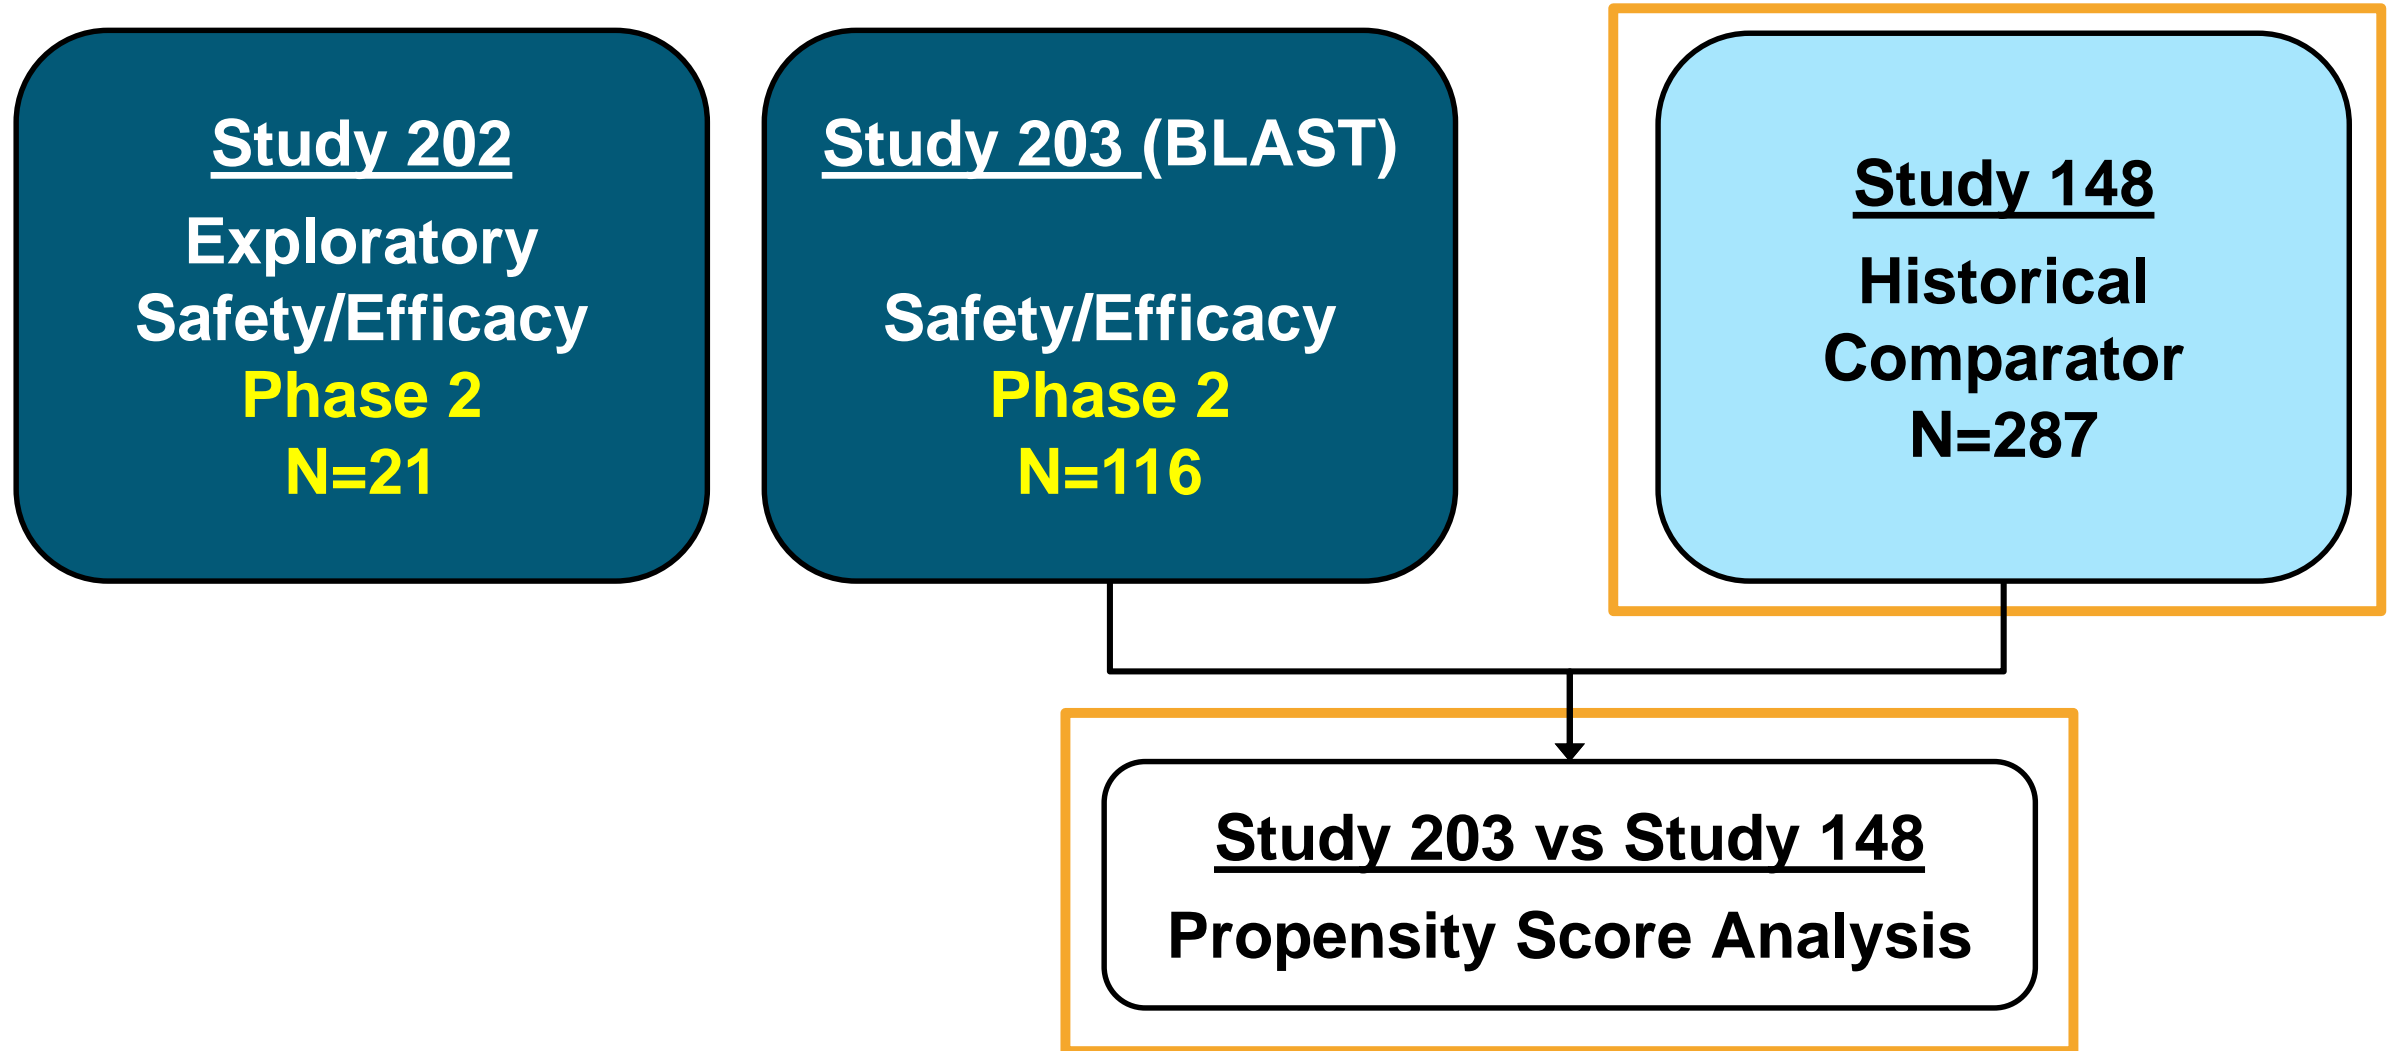 Study 202
Exploratory
Safety/Efficacy
Phase 2
N=21
Study 203 (BLAST)
Safety/Efficacy
Phase 2
N=116
Study 148
Historical
Comparator
N=287
Study 203 vs Study 148
Propensity Score Analysis